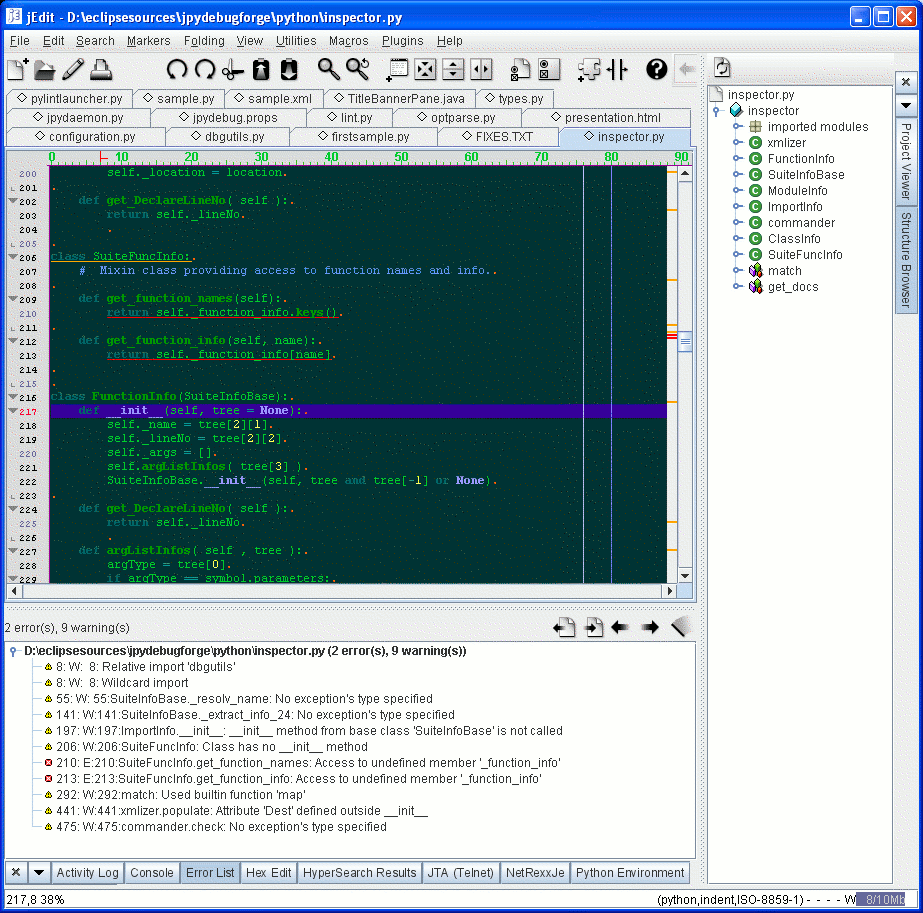 jEdit - D:\eclipsesources\jpydebugforge\python\inspector.py
File Edit Search Markers Folding View Utilities Macros Plugins Help
pylintlauncher.py sample.py sample.xml TitleBannerPane.java types.py
jpydaemon.py jpydebug.props lint.py optparse.py presentation.html
configuration.py dbgutils.py firstsample.py FIXES.TXT inspector.py
0 10 20 30 40 50 60 70 80 90
200 self._location = location.
201 .
202 def get_DeclareLineNo( self ):.
203 return self._lineNo.
204 .
205 .
206 class SuiteFuncInfo:.
207 # Mixin class providing access to function names and info..
208 .
209 def get_function_names(self):.
210 return self._function_info.keys().
211 .
212 def get_function_info(self, name):.
213 return self._function_info[name].
214 .
215 .
216 class FunctionInfo(SuiteInfoBase):.
217 def __init__(self, tree = None):.
218 self._name = tree[2][1].
219 self._lineNo = tree[2][2].
220 self._args = [].
221 self.argListInfos( tree[3] ).
222 SuiteInfoBase.__init__(self, tree and tree[-1] or None).
223 .
224 def get_DeclareLineNo( self ):.
225 return self._lineNo.
226 .
227 def argListInfos( self , tree ):.
228 argType = tree[0].
229 if argType == symbol.parameters:.
inspector.py
inspector
imported modules
xmlizer
FunctionInfo
SuiteInfoBase
ModuleInfo
ImportInfo
commander
ClassInfo
SuiteFuncInfo
match
get_docs
Project Viewer
Structure Browser
2 error(s), 9 warning(s)
D:\eclipsesources\jpydebugforge\python\inspector.py (2 error(s), 9 warning(s))
8: W: 8: Relative import 'dbgutils'
8: W: 8: Wildcard import
55: W: 55:SuiteInfoBase._resolv_name: No exception's type specified
141: W:141:SuiteInfoBase._extract_info_24: No exception's type specified
197: W:197:ImportInfo.__init__: __init__ method from base class 'SuiteInfoBase' is not called
206: W:206:SuiteFuncInfo: Class has no __init__ method
210: E:210:SuiteFuncInfo.get_function_names: Access to undefined member '_function_info'
213: E:213:SuiteFuncInfo.get_function_info: Access to undefined member '_function_info'
292: W:292:match: Used builtin function 'map'
441: W:441:xmlizer.populate: Attribute 'Dest' defined outside __init__
475: W:475:commander.check: No exception's type specified
Activity Log Console Error List Hex Edit HyperSearch Results JTA (Telnet) NetRexxJe Python Environment
217,8 38% (python,indent,ISO-8859-1) - - - - W 8/10Mb